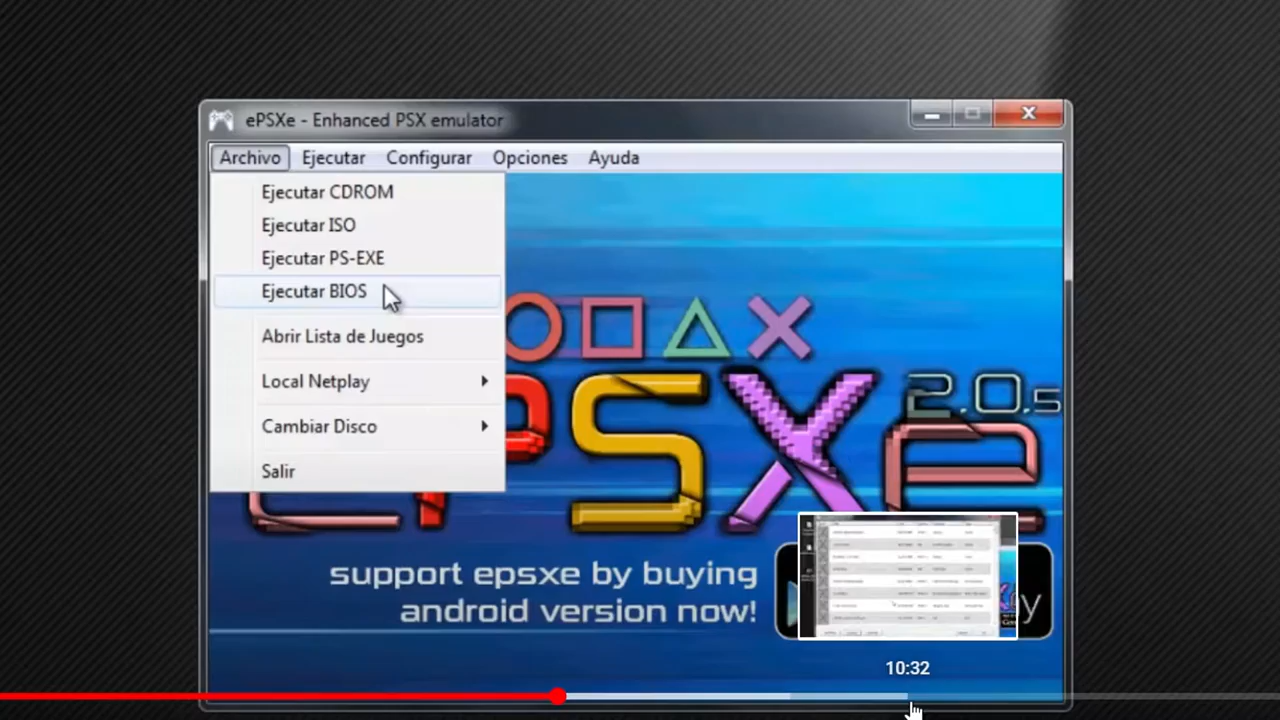 ePSXe - Enhanced PSX emulator
Archivo Ejecutar Configurar Opciones Ayuda
Ejecutar CDROM
Ejecutar ISO
Ejecutar PS-EXE
Ejecutar BIOS
Abrir Lista de Juegos
Local Netplay
Cambiar Disco
Salir
ePSXe 2.0.5
support epsxe by buying
android version now!
10:32